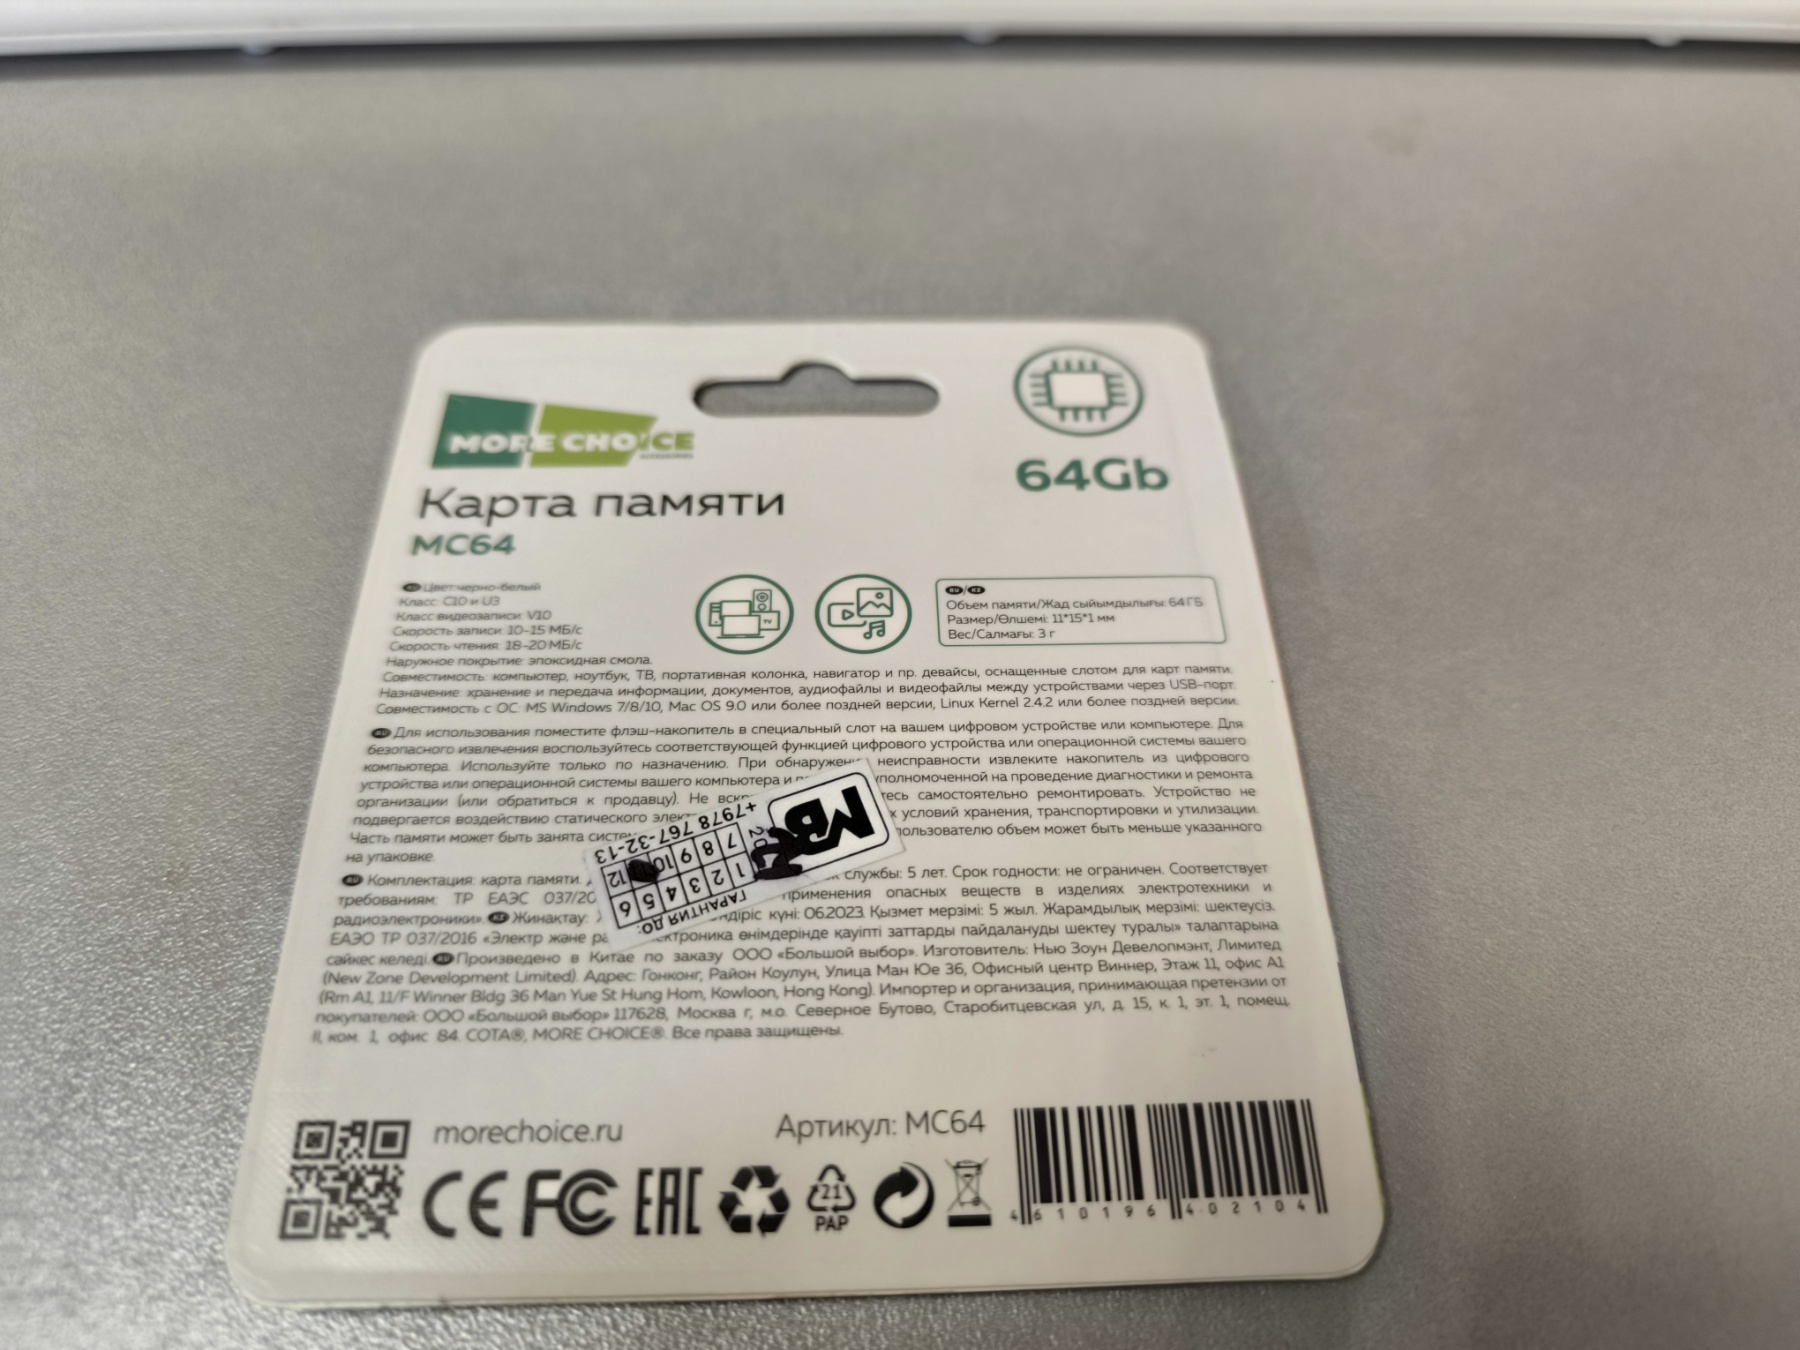 MORE CHOICE
ACCESSORIES
64Gb
Карта памяти
MC64
RU Цвет: черно-белый
Класс: C10 и U3
Класс видеозаписи: V10
Скорость записи: 10-15 МБ/с
Скорость чтения: 18-20 МБ/с
Наружное покрытие: эпоксидная смола.
Совместимость: компьютер, ноутбук, ТВ, портативная колонка, навигатор и пр. девайсы, оснащенные слотом для карт памяти.
Назначение: хранение и передача информации, документов, аудиофайлы и видеофайлы между устройствами через USB-порт.
Совместимость с ОС: MS Windows 7/8/10, Mac OS 9.0 или более поздней версии, Linux Kernel 2.4.2 или более поздней версии.
TV
RU/KZ
Объем памяти/Жад сыйымдылығы: 64 ГБ
Размер/Өлшемі: 11*15*1 мм
Вес/Салмағы: 3 г
RU Для использования поместите флэш-накопитель в специальный слот на вашем цифровом устройстве или компьютере. Для
безопасного извлечения воспользуйтесь соответствующей функцией цифрового устройства или операционной системы вашего
компьютера. Используйте только по назначению. При обнаружени неисправности извлеките накопитель из цифрового
устройства или операционной системы вашего компьютера и уполномоченной на проведение диагностики и ремонта
организации (или обратиться к продавцу). Не вск тесь самостоятельно ремонтировать. Устройство не
подвергается воздействию статического элект х условий хранения, транспортировки и утилизации.
Часть памяти может быть занята систе пользователю объем может быть меньше указанного
на упаковке.
RU Комплектация: карта памяти. службы: 5 лет. Срок годности: не ограничен. Соответствует
требованиям: ТР ЕАЭС 037/20 применения опасных веществ в изделиях электротехники и
радиоэлектроники». KZ Жинақтау: ндіріс күні: 06.2023. Қызмет мерзімі: 5 жыл. Жарамдылық мерзімі: шектеусіз.
ЕАЭО ТР 037/2016 «Электр және ра электроника өнімдерінде қауіпті заттарды пайдалануды шектеу туралы» талаптарына
сәйкес келеді. RU Произведено в Китае по заказу ООО «Большой выбор». Изготовитель: Нью Зоун Девелопмэнт, Лимитед
(New Zone Development Limited). Адрес: Гонконг, Район Коулун, Улица Ман Юе 36, Офисный центр Виннер, Этаж 11, офис А1
(Rm A1, 11/F Winner Bldg 36 Man Yue St Hung Hom, Kowloon, Hong Kong). Импортер и организация, принимающая претензии от
покупателей: ООО «Большой выбор» 117628, Москва г, м.о. Северное Бутово, Старобитцевская ул, д. 15, к. 1, эт. 1, помещ.
II, ком. 1, офис 84. COTA®, MORE CHOICE®. Все права защищены.
ГАРАНТИЯ ДО:
1 2 3 4 5 6
7 8 9 10 12
+7978 767-32-13
MB
morechoice.ru
Артикул: MC64
CE FC EAC
21
PAP
4 610196 402104